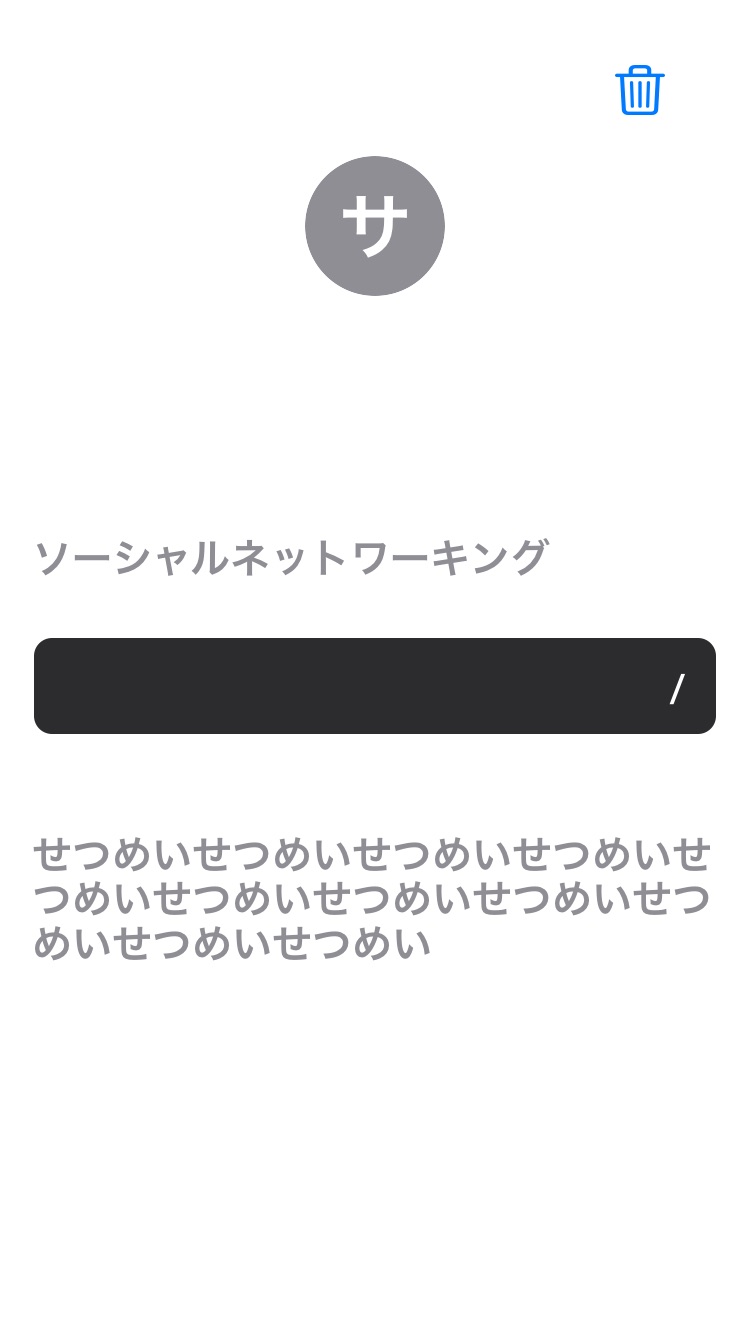 サ
ソーシャルネットワーキング
/
せつめいせつめいせつめいせつめいせ
つめいせつめいせつめいせつめいせつ
めいせつめいせつめい